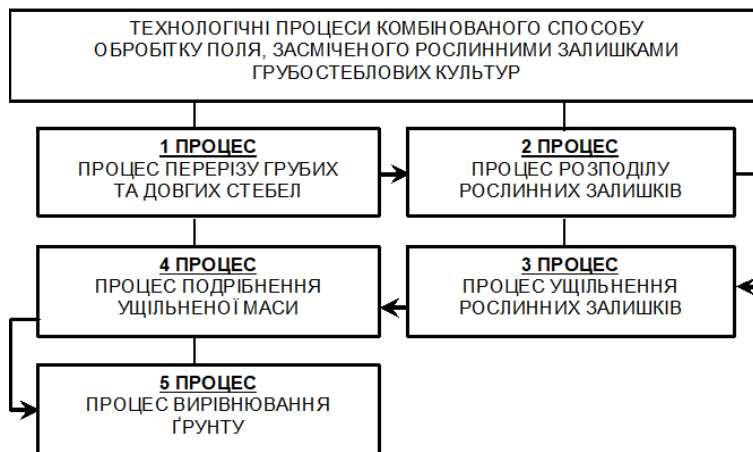 ТЕХНОЛОГІЧНІ ПРОЦЕСИ КОМБІНОВАНОГО СПОСОБУ
ОБРОБІТКУ ПОЛЯ, ЗАСМІЧЕНОГО РОСЛИННИМИ ЗАЛИШКАМИ
ГРУБОСТЕБЛОВИХ КУЛЬТУР
1 ПРОЦЕС
ПРОЦЕС ПЕРЕРІЗУ ГРУБИХ
ТА ДОВГИХ СТЕБЕЛ
2 ПРОЦЕС
ПРОЦЕС РОЗПОДІЛУ
РОСЛИННИХ ЗАЛИШКІВ
3 ПРОЦЕС
ПРОЦЕС УЩІЛЬНЕННЯ
РОСЛИННИХ ЗАЛИШКІВ
4 ПРОЦЕС
ПРОЦЕС ПОДРІБНЕННЯ
УЩІЛЬНЕНОЇ МАСИ
5 ПРОЦЕС
ПРОЦЕС ВИРІВНЮВАННЯ
ҐРУНТУ